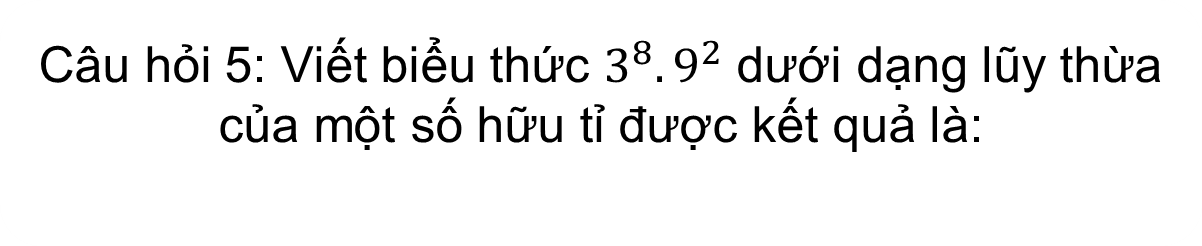 Câu hỏi 5: Viết biểu thức 3⁸. 9² dưới dạng lũy thừa
của một số hữu tỉ được kết quả là: